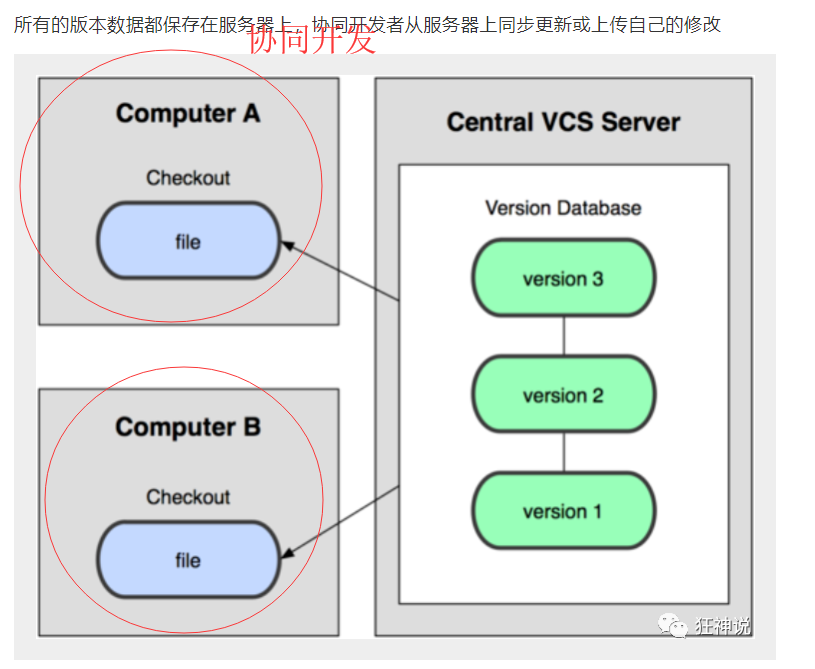 所有的版本数据都保存在服务器上，协同开发者从服务器上同步更新或上传自己的修改
协同开发
Computer A
Checkout
file
Central VCS Server
Version Database
version 3
version 2
version 1
Computer B
Checkout
file
狂神说